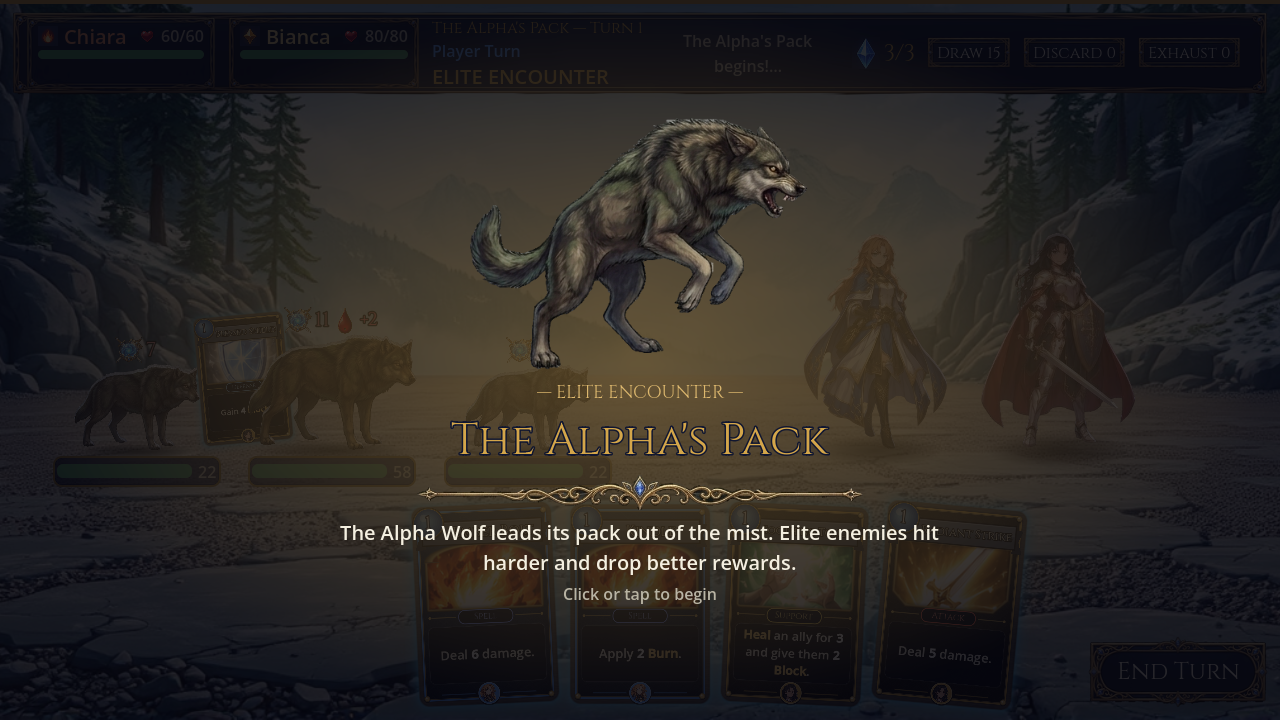 Chiara 60/60
Bianca 80/80
THE ALPHA'S PACK — TURN 1
Player Turn
ELITE ENCOUNTER
The Alpha's Pack
begins!...
3/3
DRAW 15
DISCARD 0
EXHAUST 0
11
+2
— ELITE ENCOUNTER —
THE ALPHA'S PACK
22
58
22
The Alpha Wolf leads its pack out of the mist. Elite enemies hit
harder and drop better rewards.
Click or tap to begin
Deal 6 damage.
Apply 2 Burn.
SUPPORT
Heal an ally for 3
and give them 2
Block.
ATTACK
Deal 5 damage.
END TURN